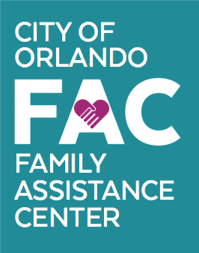 CITY OF
ORLANDO
FAC
FAMILY
ASSISTANCE
CENTER